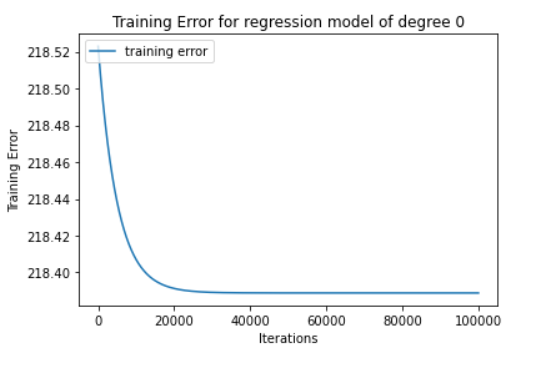 Training Error for regression model of degree 0
training error
218.52
218.50
218.48
218.46
218.44
218.42
218.40
Training Error
0 20000 40000 60000 80000 100000
Iterations